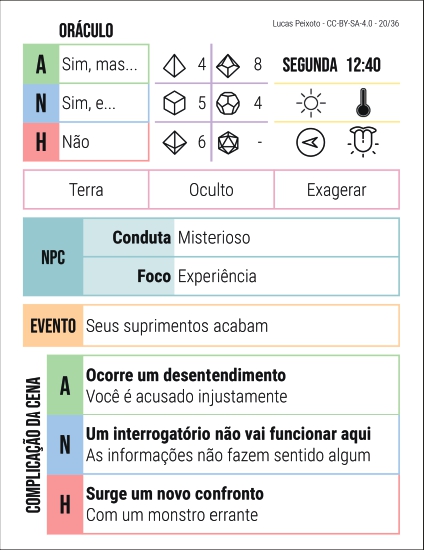 Lucas Peixoto - CC-BY-SA-4.0 - 20/36
ORÁCULO
A Sim, mas...
N Sim, e...
H Não
4 8
5 4
6 -
SEGUNDA 12:40
Terra Oculto Exagerar
NPC
Conduta Misterioso
Foco Experiência
EVENTO Seus suprimentos acabam
COMPLICAÇÃO DA CENA
A
Ocorre um desentendimento
Você é acusado injustamente
N
Um interrogatório não vai funcionar aqui
As informações não fazem sentido algum
H
Surge um novo confronto
Com um monstro errante